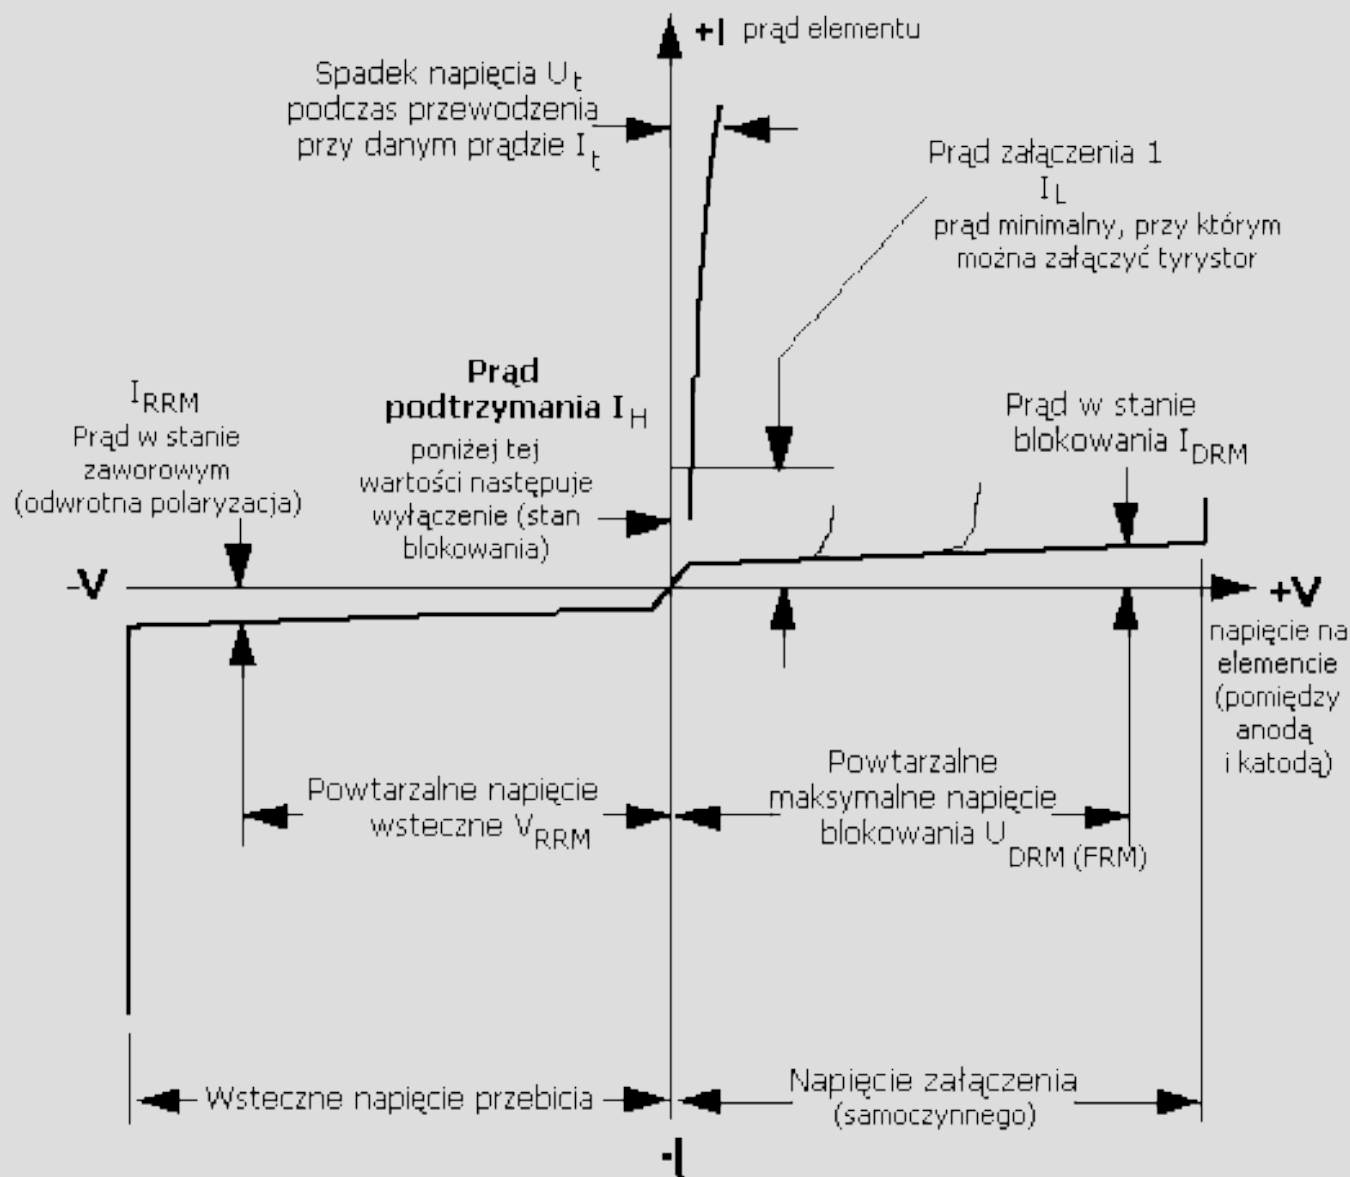 +I prąd elementu
Spadek napięcia Ut
podczas przewodzenia
przy danym prądzie It
Prąd załączenia 1
IL
prąd minimalny, przy którym
można załączyć tyrystor
Prąd
podtrzymania IH
poniżej tej
wartości następuje
wyłączenie (stan
blokowania)
IRRM
Prąd w stanie
zaworowym
(odwrotna polaryzacja)
Prąd w stanie
blokowania IDRM
-V
+V
napięcie na
elemencie
(pomiędzy
anodą
i katodą)
Powtarzalne napięcie
wsteczne VRRM
Powtarzalne
maksymalne napięcie
blokowania U
DRM (FRM)
Wsteczne napięcie przebicia
Napięcie załączenia
(samoczynnego)
-I